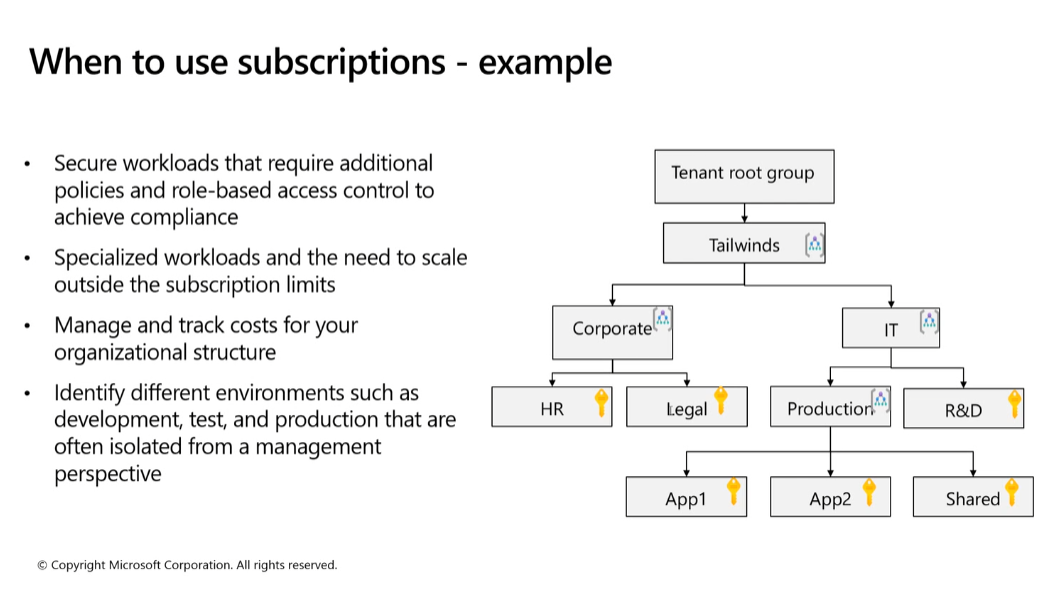 When to use subscriptions - example
• Secure workloads that require additional
policies and role-based access control to
achieve compliance
• Specialized workloads and the need to scale
outside the subscription limits
• Manage and track costs for your
organizational structure
• Identify different environments such as
development, test, and production that are
often isolated from a management
perspective
Tenant root group
Tailwinds
Corporate
IT
HR
Legal
Production
R&D
App1
App2
Shared
© Copyright Microsoft Corporation. All rights reserved.